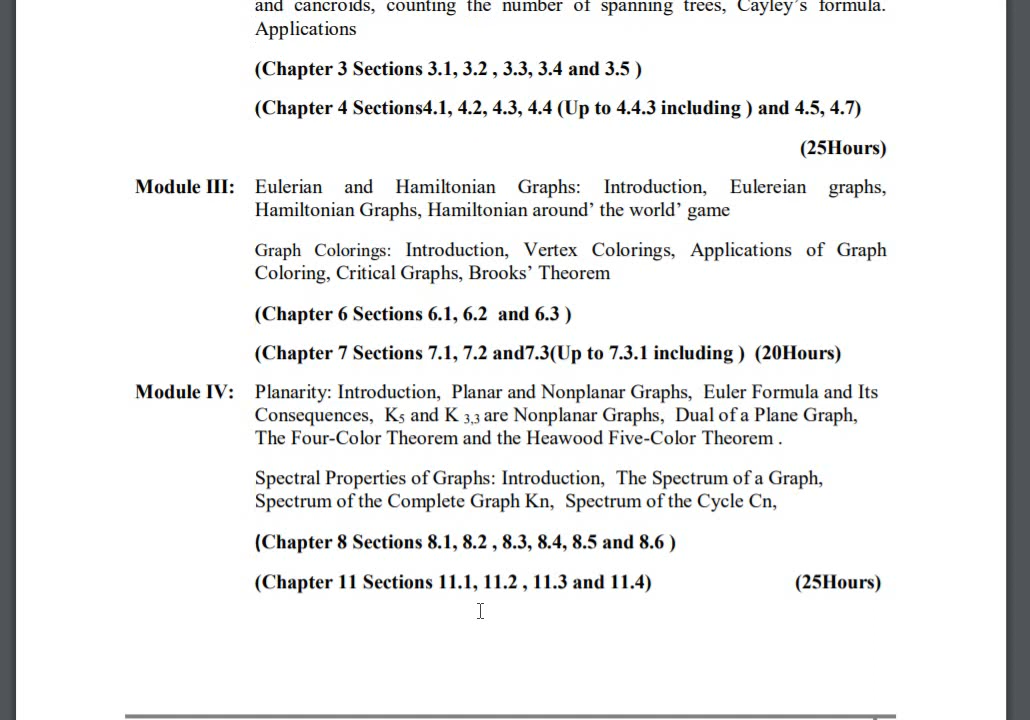 and cancroids, counting the number of spanning trees, Cayley's formula.
Applications
(Chapter 3 Sections 3.1, 3.2 , 3.3, 3.4 and 3.5 )
(Chapter 4 Sections4.1, 4.2, 4.3, 4.4 (Up to 4.4.3 including ) and 4.5, 4.7)
(25Hours)
Module III: Eulerian and Hamiltonian Graphs: Introduction, Eulereian graphs,
Hamiltonian Graphs, Hamiltonian around' the world' game
Graph Colorings: Introduction, Vertex Colorings, Applications of Graph
Coloring, Critical Graphs, Brooks' Theorem
(Chapter 6 Sections 6.1, 6.2 and 6.3 )
(Chapter 7 Sections 7.1, 7.2 and7.3(Up to 7.3.1 including ) (20Hours)
Module IV: Planarity: Introduction, Planar and Nonplanar Graphs, Euler Formula and Its
Consequences, K5 and K 3,3 are Nonplanar Graphs, Dual of a Plane Graph,
The Four-Color Theorem and the Heawood Five-Color Theorem .
Spectral Properties of Graphs: Introduction, The Spectrum of a Graph,
Spectrum of the Complete Graph Kn, Spectrum of the Cycle Cn,
(Chapter 8 Sections 8.1, 8.2 , 8.3, 8.4, 8.5 and 8.6 )
(Chapter 11 Sections 11.1, 11.2 , 11.3 and 11.4) (25Hours)